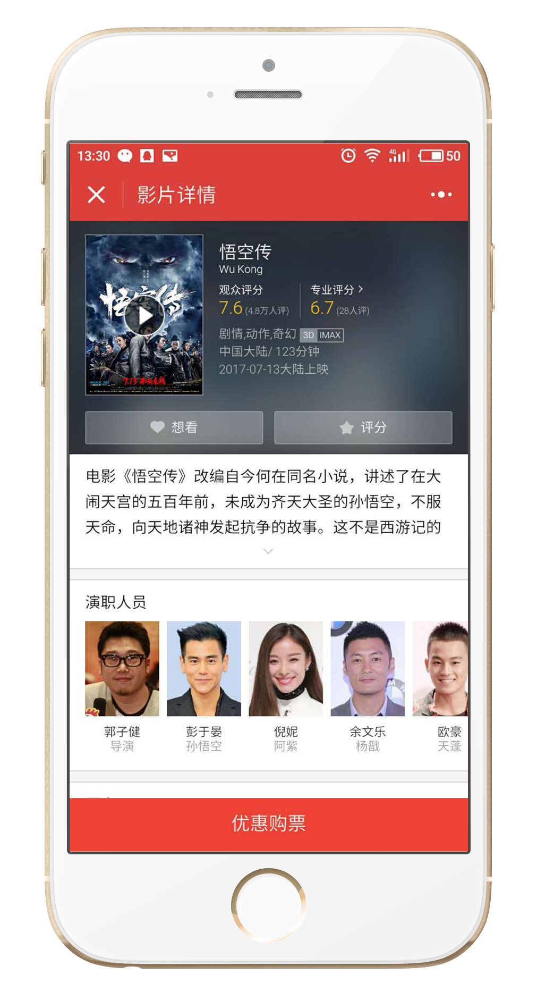 13:30
4G
50
影片详情
悟空传
悟空传
Wu Kong
观众评分
专业评分
7.6 (4.8万人评)
6.7 (28人评)
剧情,动作,奇幻 3D IMAX
中国大陆/ 123分钟
2017-07-13大陆上映
IMAX 3D
7.13
想看
评分
电影《悟空传》改编自今何在同名小说，讲述了在大
闹天宫的五百年前，未成为齐天大圣的孙悟空，不服
天命，向天地诸神发起抗争的故事。这不是西游记的
演职人员
郭子健
彭于晏
倪妮
余文乐
欧豪
导演
孙悟空
阿紫
杨戬
天蓬
优惠购票